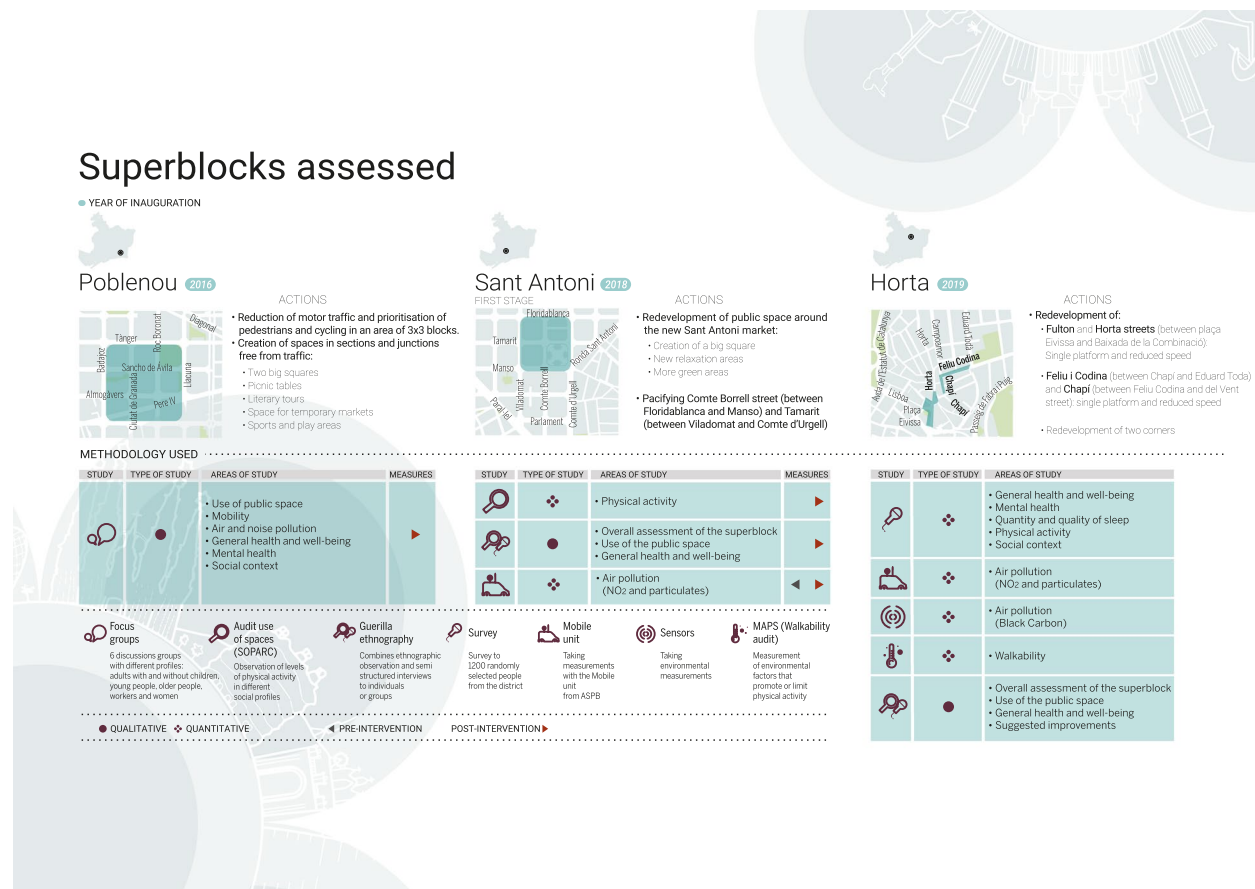 Superblocks assessed
YEAR OF INAUGURATION
Poblenou 2016
ACTIONS
Tànger
Roc Boronat
Diagonal
Badajoz
Sancho de Ávila
Llacuna
Almogàvers
Ciutat de Granada
Pere IV
• Reduction of motor traffic and prioritisation of
pedestrians and cycling in an area of 3x3 blocks.
• Creation of spaces in sections and junctions
free from traffic:
• Two big squares
• Picnic tables
• Literary tours
• Space for temporary markets
• Sports and play areas
Sant Antoni 2018
FIRST STAGE
ACTIONS
Floridablanca
Tamarit
Ronda Sant Antoni
Manso
Viladomat
Comte Borrell
Comte d'Urgell
Paral·lel
Parlament
• Redevelopment of public space around
the new Sant Antoni market:
• Creation of a big square
• New relaxation areas
• More green areas
• Pacifying Comte Borrell street (between
Floridablanca and Manso) and Tamarit
(between Viladomat and Comte d'Urgell)
Horta 2019
ACTIONS
Avda de l'Estatut de Catalunya
Horta
Campoamor
Eduard Toda
Feliu Codina
Horta
Chapí
Chapí
Lisboa
Plaça
Eivissa
Passeig de Fabra i Puig
• Redevelopment of:
• Fulton and Horta streets (between plaça
Eivissa and Baixada de la Combinació):
Single platform and reduced speed
• Feliu i Codina (between Chapí and Eduard Toda)
and Chapí (between Feliu Codina and del Vent
street): single platform and reduced speed
• Redevelopment of two corners
METHODOLOGY USED
STUDY TYPE OF STUDY AREAS OF STUDY MEASURES
• Use of public space
• Mobility
• Air and noise pollution
• General health and well-being
• Mental health
• Social context
STUDY TYPE OF STUDY AREAS OF STUDY MEASURES
• Physical activity
• Overall assessment of the superblock
• Use of the public space
• General health and well-being
• Air pollution
(NO2 and particulates)
STUDY TYPE OF STUDY AREAS OF STUDY
• General health and well-being
• Mental health
• Quantity and quality of sleep
• Physical activity
• Social context
• Air pollution
(NO2 and particulates)
• Air pollution
(Black Carbon)
• Walkability
• Overall assessment of the superblock
• Use of the public space
• General health and well-being
• Suggested improvements
Focus
groups
6 discussions groups
with different profiles:
adults with and without children,
young people, older people,
workers and women
Audit use
of spaces
(SOPARC)
Observation of levels
of physical activity
in different
social profiles
Guerilla
ethnography
Combines ethnographic
observation and semi
structured interviews
to individuals
or groups
Survey
Survey to
1200 randomly
selected people
from the district
Mobile
unit
Taking
measurements
with the Mobile
unit
from ASPB
Sensors
Taking
environmental
measurements
MAPS (Walkability
audit)
Measurement
of environmental
factors that
promote or limit
physical activity
QUALITATIVE QUANTITATIVE PRE-INTERVENTION POST-INTERVENTION